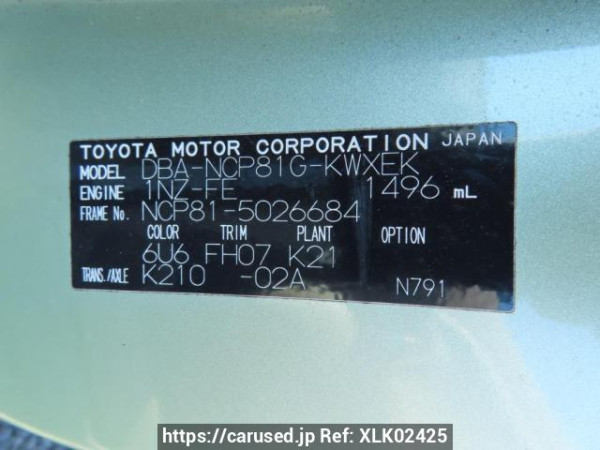 TOYOTA MOTOR CORPORATION JAPAN
MODEL DBA-NCP81G-KWXEK
ENGINE 1NZ-FE 1496 mL
FRAME No. NCP81-5026684
COLOR TRIM PLANT OPTION
6U6 FH07 K21
TRANS./AXLE K210 -02A N791
https://carused.jp Ref: XLK02425